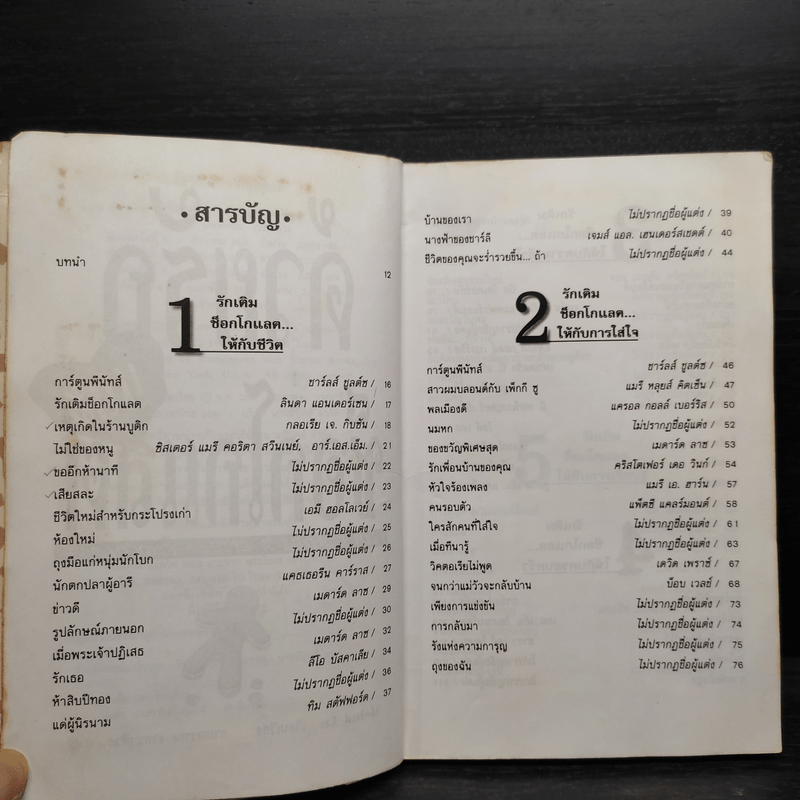 • สารบัญ •
บทนำ 12
1 รักเติม
ช็อกโกแลต...
ให้กับชีวิต
การ์ตูนพีนัทส์ ชาร์ลส์ ชูลต์ซ / 16
รักเติมช็อกโกแลต ลินดา แอนเดอร์เซน / 17
เหตุเกิดในร้านบูติก กลอเรีย เจ. กิบซัน / 18
ไม่ใช่ของหนู ซิสเตอร์ แมรี คอริตา สวีนเนย์, อาร์.เอส.เอ็ม. / 21
ขออีกห้านาที ไม่ปรากฏชื่อผู้แต่ง / 22
เสียสละ ไม่ปรากฏชื่อผู้แต่ง / 23
ชีวิตใหม่สำหรับกระโปรงเก่า เอมี ฮอลโลเวย์ / 24
ห้องใหม่ ไม่ปรากฏชื่อผู้แต่ง / 25
ถุงมือแก่หนุ่มนักโบก ไม่ปรากฏชื่อผู้แต่ง / 26
นักตกปลาผู้อารี แคธเธอรีน คาร์ราส / 27
ข่าวดี เมดาร์ด ลาซ / 29
รูปลักษณ์ภายนอก ไม่ปรากฏชื่อผู้แต่ง / 30
เมื่อพระเจ้าปฏิเสธ เมดาร์ด ลาซ / 32
รักเธอ ลีโอ บัสคาเลีย / 34
ห้าสิบปีทอง ไม่ปรากฏชื่อผู้แต่ง / 36
แด่ผู้นิรนาม ทิม สตัฟฟอร์ด / 37
บ้านของเรา ไม่ปรากฏชื่อผู้แต่ง / 39
นางฟ้าของชาร์ลี เจมส์ แอล. เฮนเดอร์สเชดต์ / 40
ชีวิตของคุณจะร่ำรวยขึ้น... ถ้า ไม่ปรากฏชื่อผู้แต่ง / 44
2 รักเติม
ช็อกโกแลต...
ให้กับการใส่ใจ
การ์ตูนพีนัทส์ ชาร์ลส์ ชูลต์ซ / 46
สาวผมบลอนด์กับ เพ็กกี ซู แมรี หลุยส์ คิตเช็น / 47
พลเมืองดี แครอล กอลล์ เบอร์ริส / 50
นมหก ไม่ปรากฏชื่อผู้แต่ง / 52
ของขวัญพิเศษสุด เมดาร์ด ลาซ / 53
รักเพื่อนบ้านของคุณ คริสโตเฟอร์ เดอ วินก์ / 54
หัวใจร้องเพลง แมรี เอ. ฮาร์น / 57
คนรอบตัว แพ็ตซี แคลร์มอนด์ / 58
ใครสักคนที่ใส่ใจ ไม่ปรากฏชื่อผู้แต่ง / 61
เมื่อทีนารู้ ไม่ปรากฏชื่อผู้แต่ง / 63
วิคตอเรียไม่พูด เดวิด เพราซ์ / 67
จนกว่าแม่วัวจะกลับบ้าน บ็อบ เวลช์ / 68
เพียงการแข่งขัน ไม่ปรากฏชื่อผู้แต่ง / 73
การกลับมา ไม่ปรากฏชื่อผู้แต่ง / 74
รังแห่งความการุญ ไม่ปรากฏชื่อผู้แต่ง / 75
ถุงของฉัน ไม่ปรากฏชื่อผู้แต่ง / 76